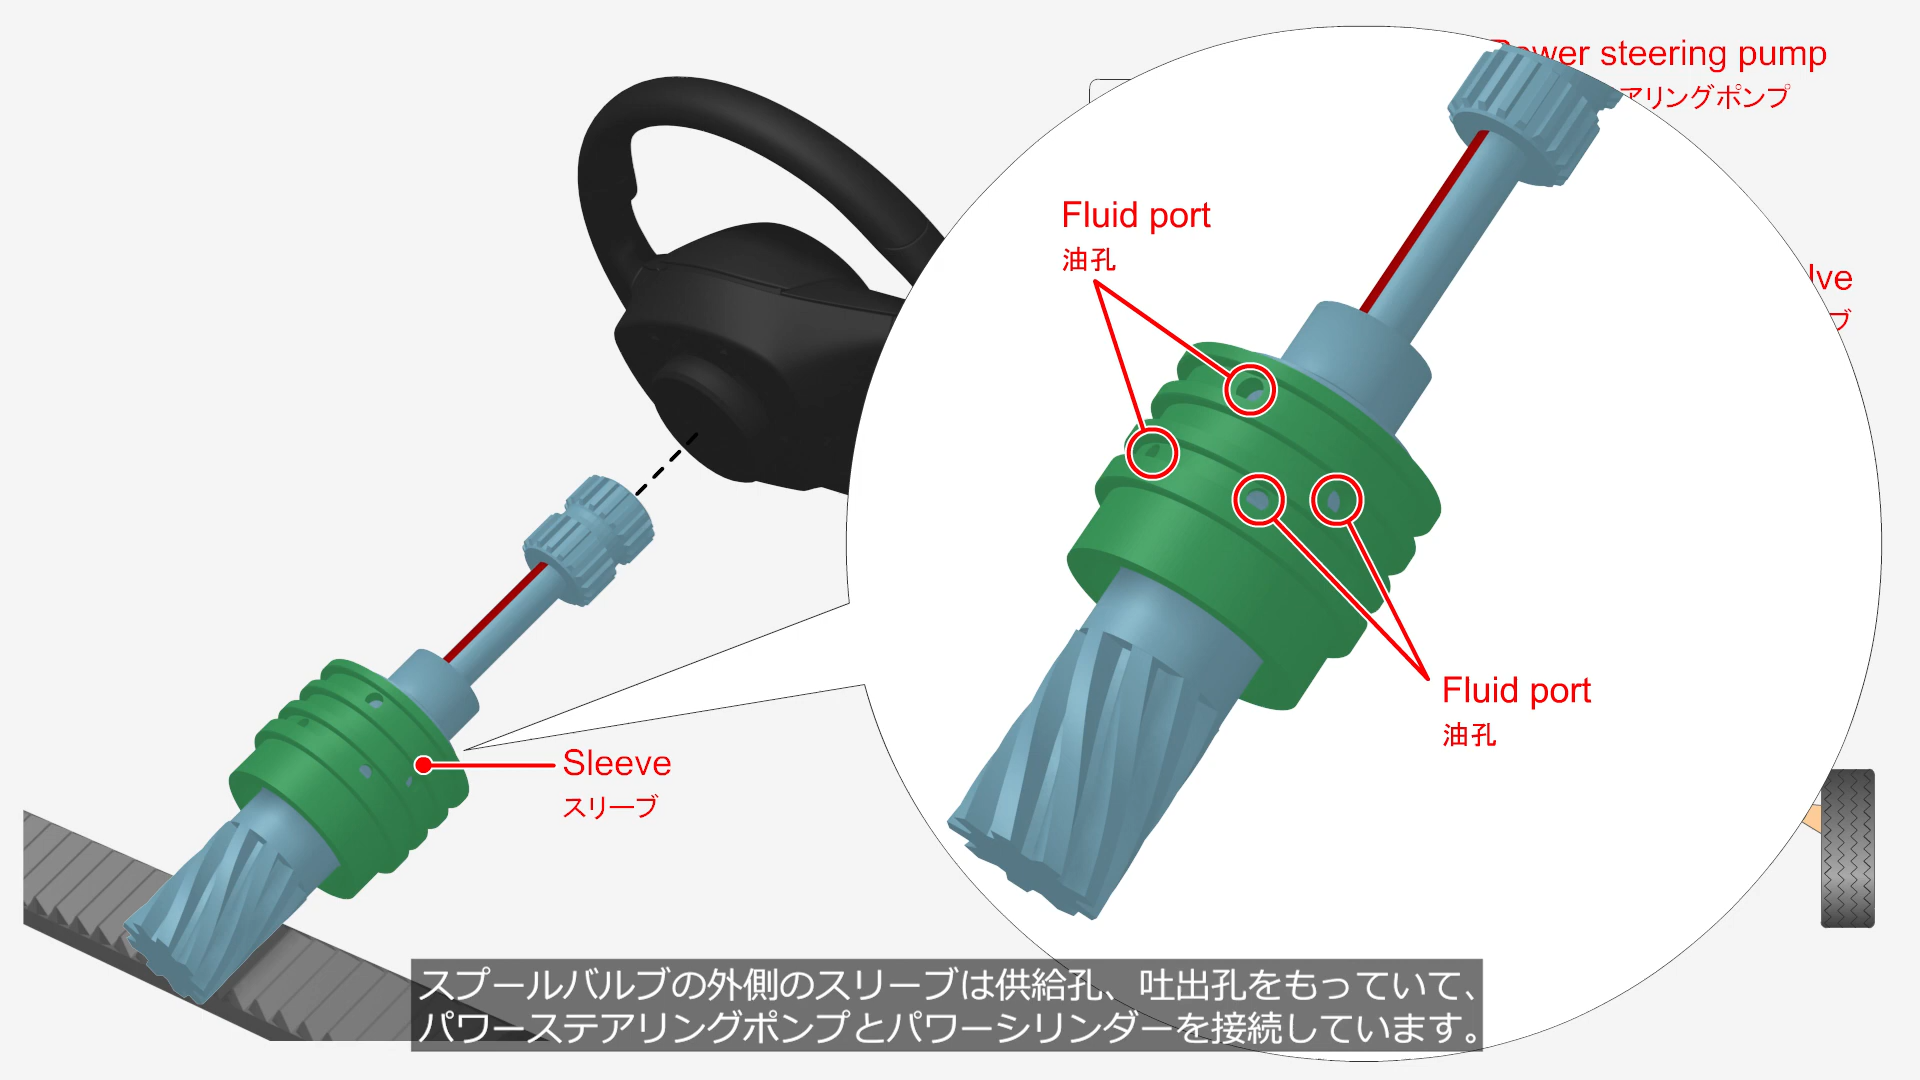 steering pump
アリングポンプ
Fluid port
油孔
lve
ブ
Fluid port
油孔
Sleeve
スリーブ
スプールバルブの外側のスリーブは供給孔、吐出孔をもっていて、
パワーステアリングポンプとパワーシリンダーを接続しています。